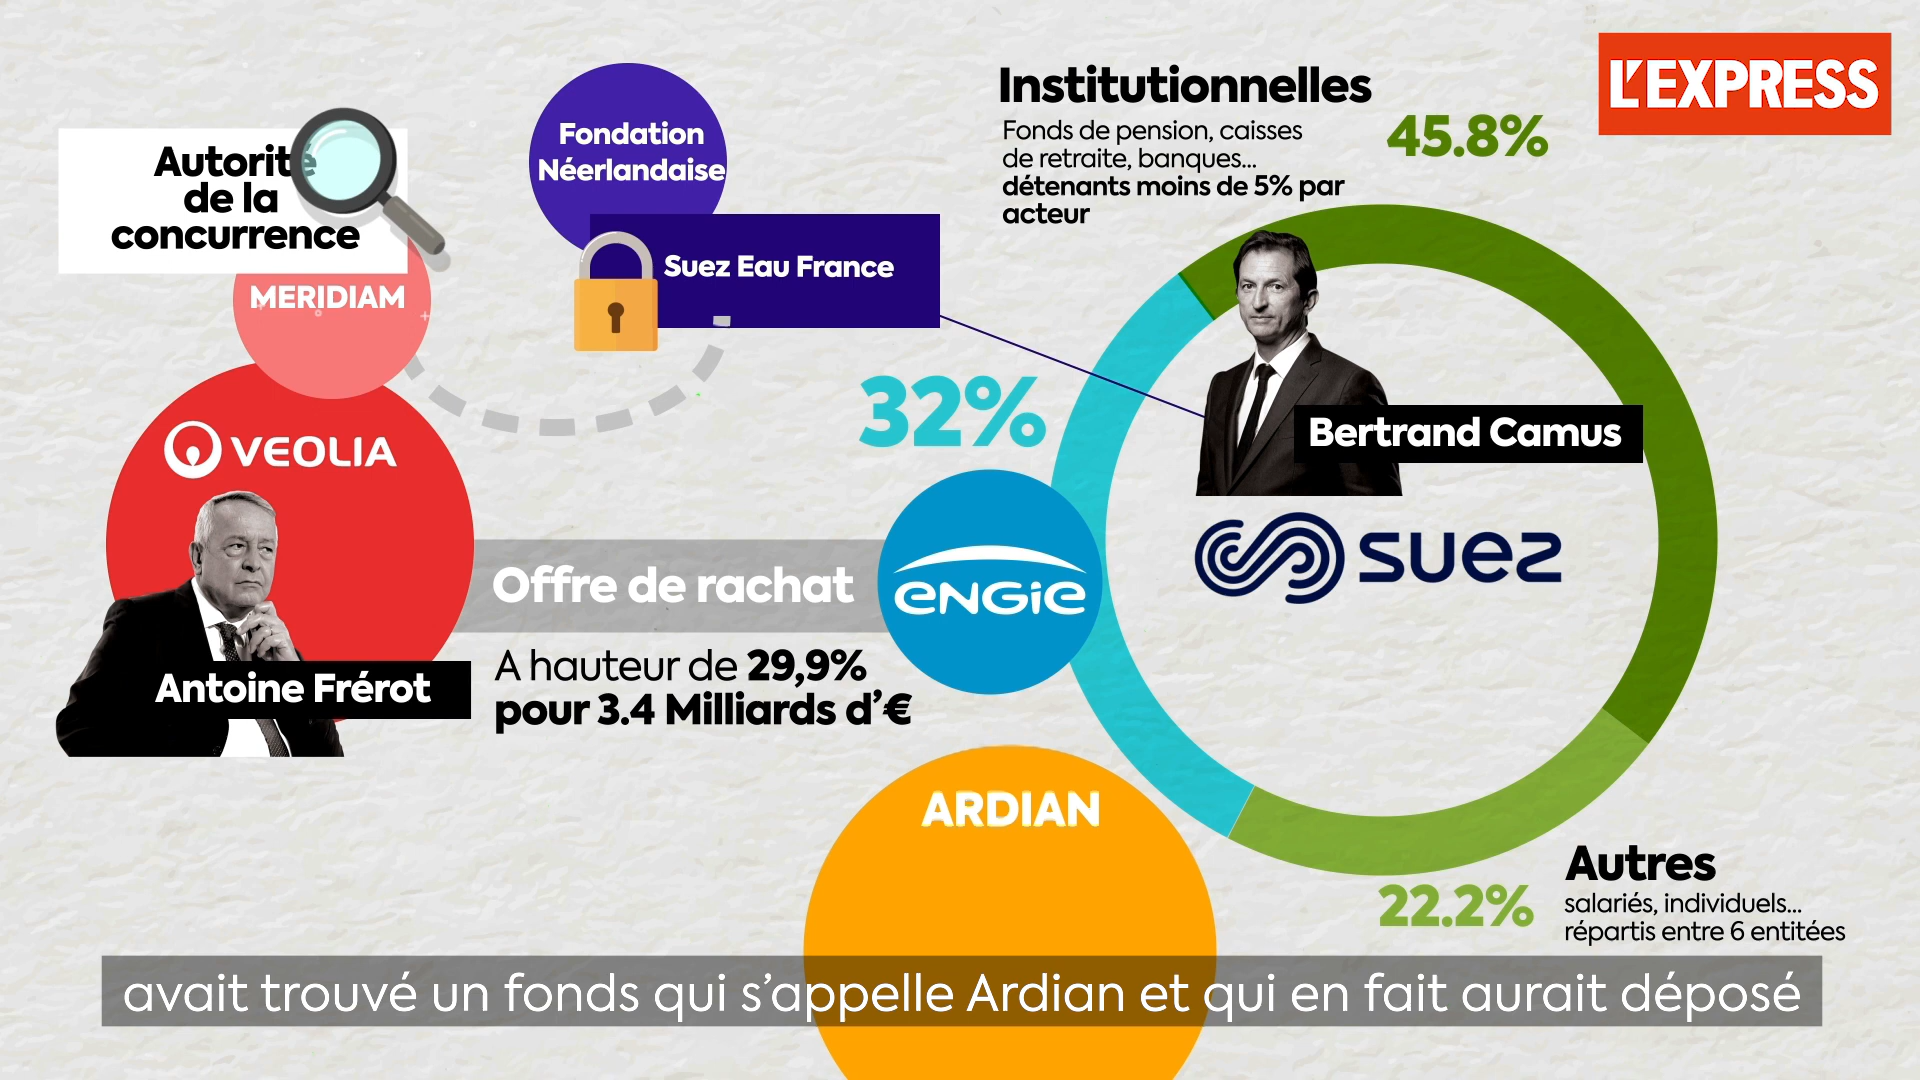 L'EXPRESS
Autorité
de la
concurrence
MERIDIAM
VEOLIA
Antoine Frérot
Fondation
Néerlandaise
Suez Eau France
Institutionnelles
45.8%
Fonds de pension, caisses
de retraite, banques...
détenants moins de 5% par
acteur
32%
Bertrand Camus
suez
Offre de rachat
ENGIE
A hauteur de 29,9%
pour 3.4 Milliards d'€
ARDIAN
Autres
22.2%
salariés, individuels...
répartis entre 6 entitées
avait trouvé un fonds qui s'appelle Ardian et qui en fait aurait déposé